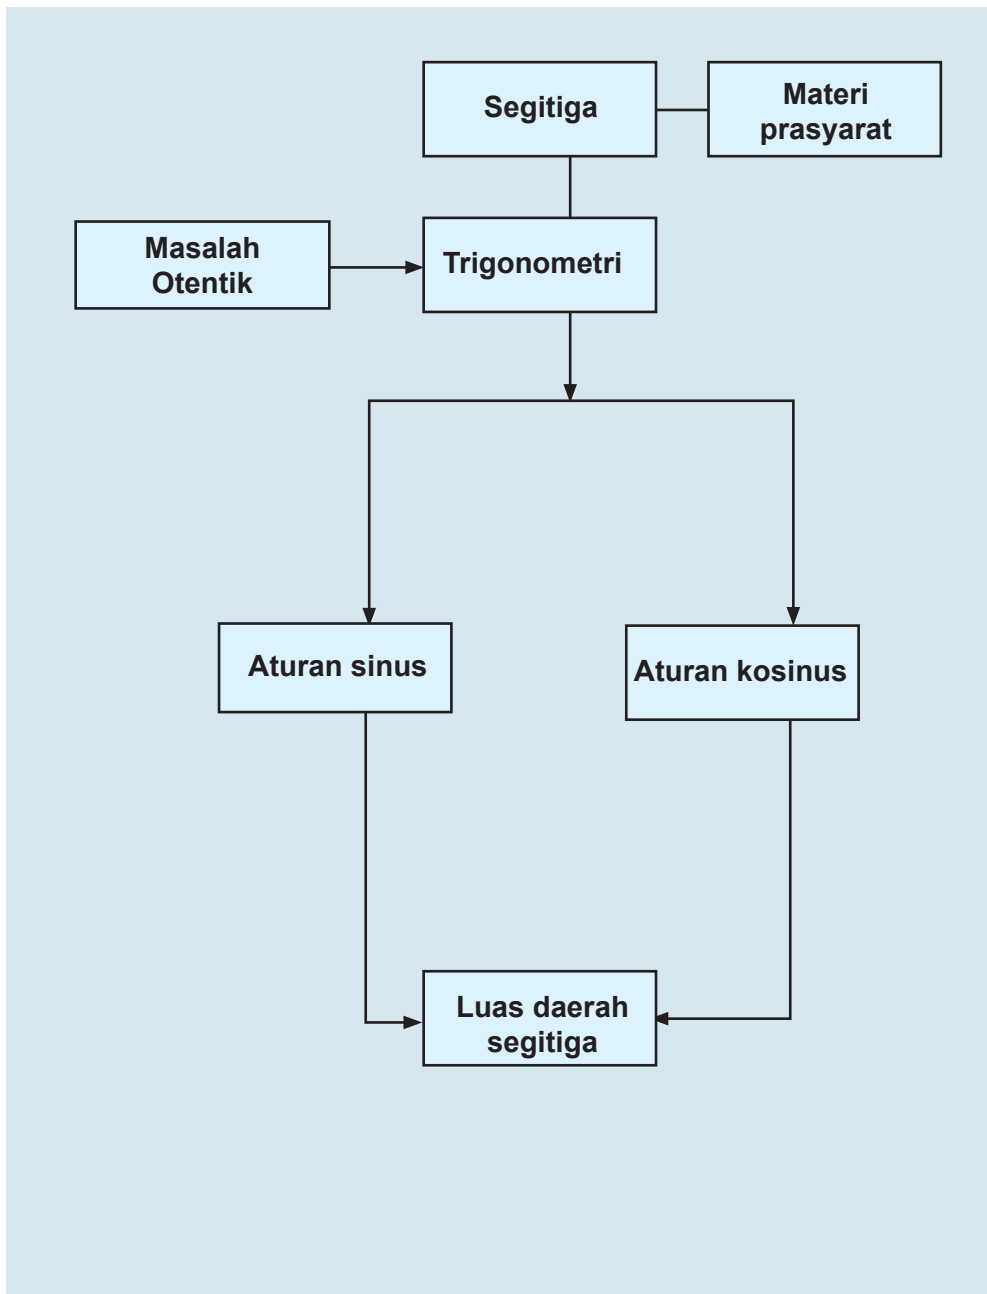 Segitiga
Materi
prasyarat
Masalah
Otentik
Trigonometri
Aturan sinus
Aturan kosinus
Luas daerah
segitiga